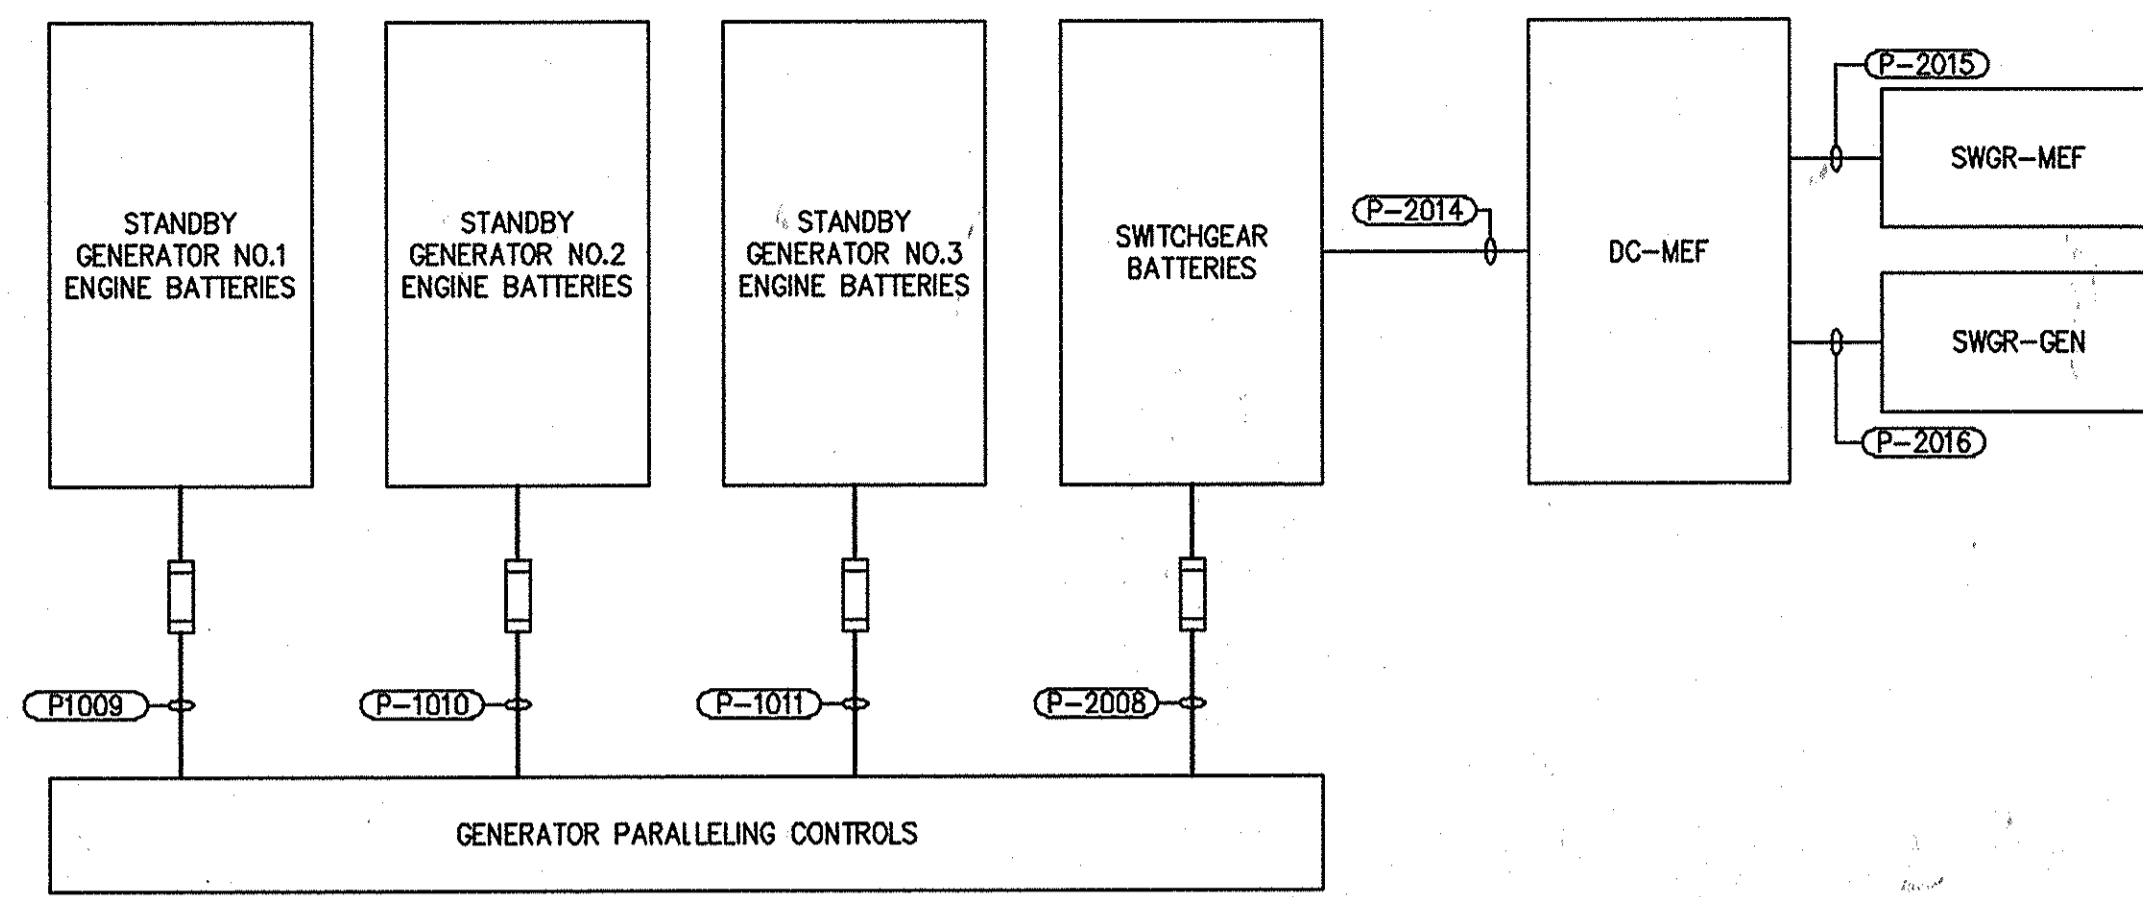 P-2015
SWGR-MEF
STANDBY
GENERATOR NO.1
ENGINE BATTERIES
STANDBY
GENERATOR NO.2
ENGINE BATTERIES
STANDBY
GENERATOR NO.3
ENGINE BATTERIES
SWITCHGEAR
BATTERIES
P-2014
DC-MEF
SWGR-GEN
P-2016
P1009
P-1010
P-1011
P-2008
GENERATOR PARALLELING CONTROLS